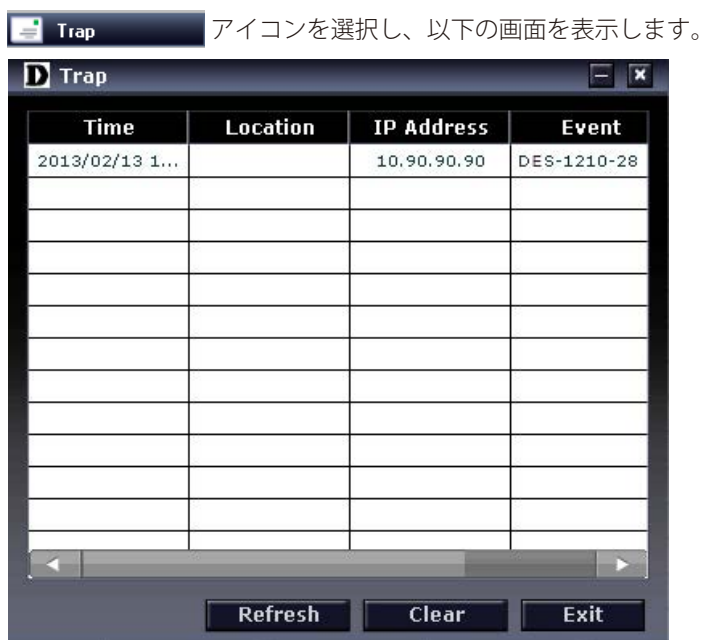 Trap アイコンを選択し、以下の画面を表示します。
D Trap
Time Location IP Address Event
2013/02/13 1... 10.90.90.90 DES-1210-28
Refresh Clear Exit